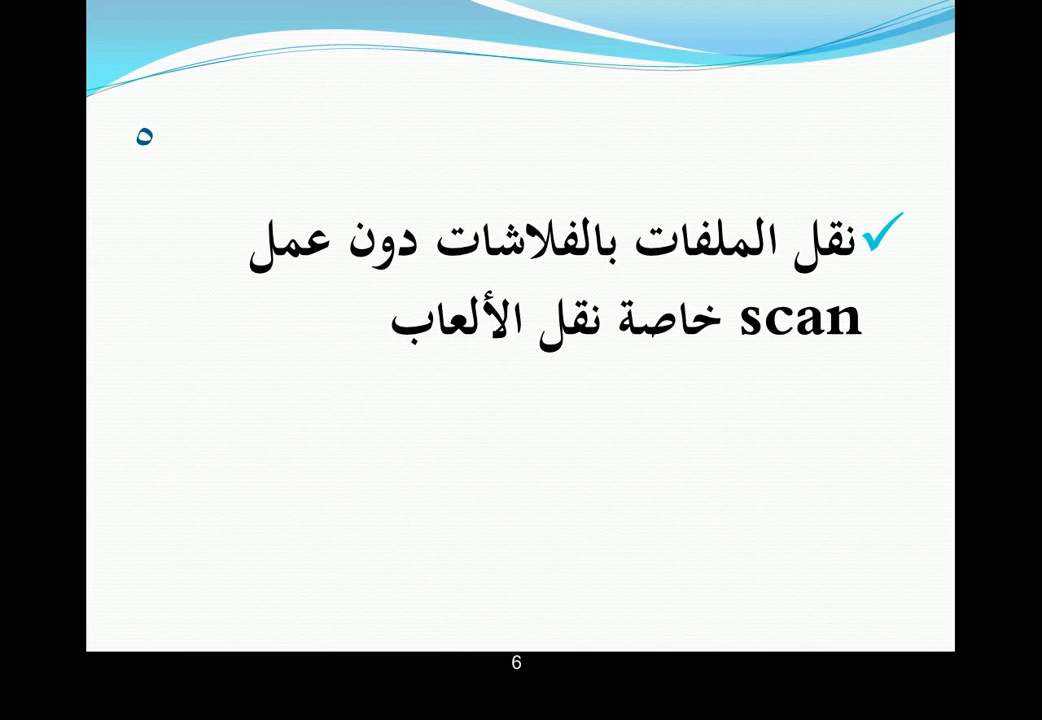 ٥
نقل الملفات بالفلاشات دون عمل
scan خاصة نقل الألعاب
6